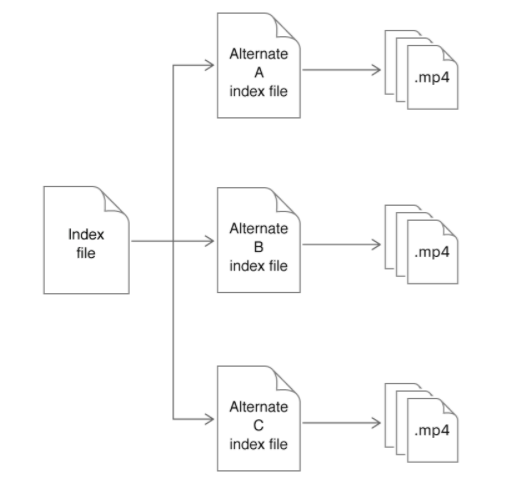 Alternate
A
index file
.mp4
Index
file
Alternate
B
index file
.mp4
Alternate
C
index file
.mp4